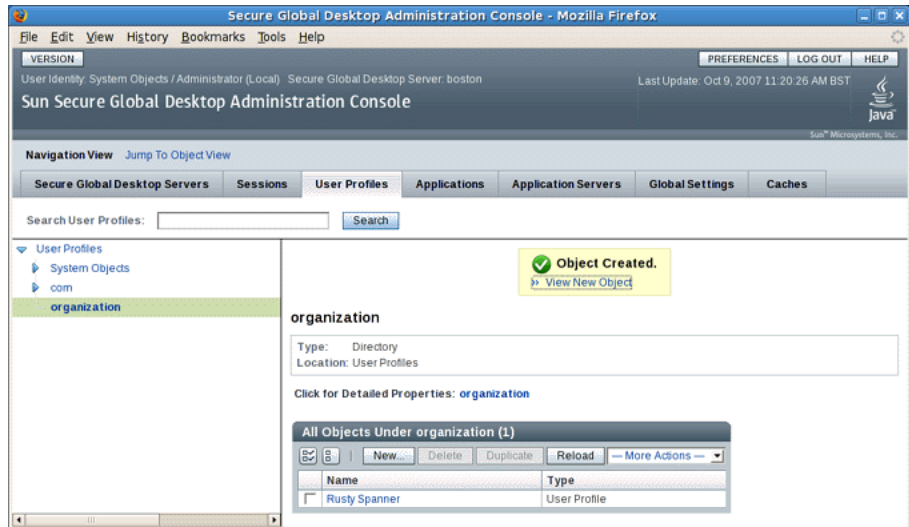 Secure Global Desktop Administration Console - Mozilla Firefox
File Edit View History Bookmarks Tools Help
VERSION PREFERENCES LOG OUT HELP
User Identity: System Objects / Administrator (Local) Secure Global Desktop Server: boston Last Update: Oct 9, 2007 11:20:26 AM BST
Sun Secure Global Desktop Administration Console
Java
Sun™ Microsystems, Inc.
Navigation View Jump To Object View
Secure Global Desktop Servers Sessions User Profiles Applications Application Servers Global Settings Caches
Search User Profiles: Search
User Profiles
System Objects
com
organization
Object Created.
» View New Object
organization
Type: Directory
Location: User Profiles
Click for Detailed Properties: organization
All Objects Under organization (1)
New... Delete Duplicate Reload — More Actions —
Name Type
Rusty Spanner User Profile